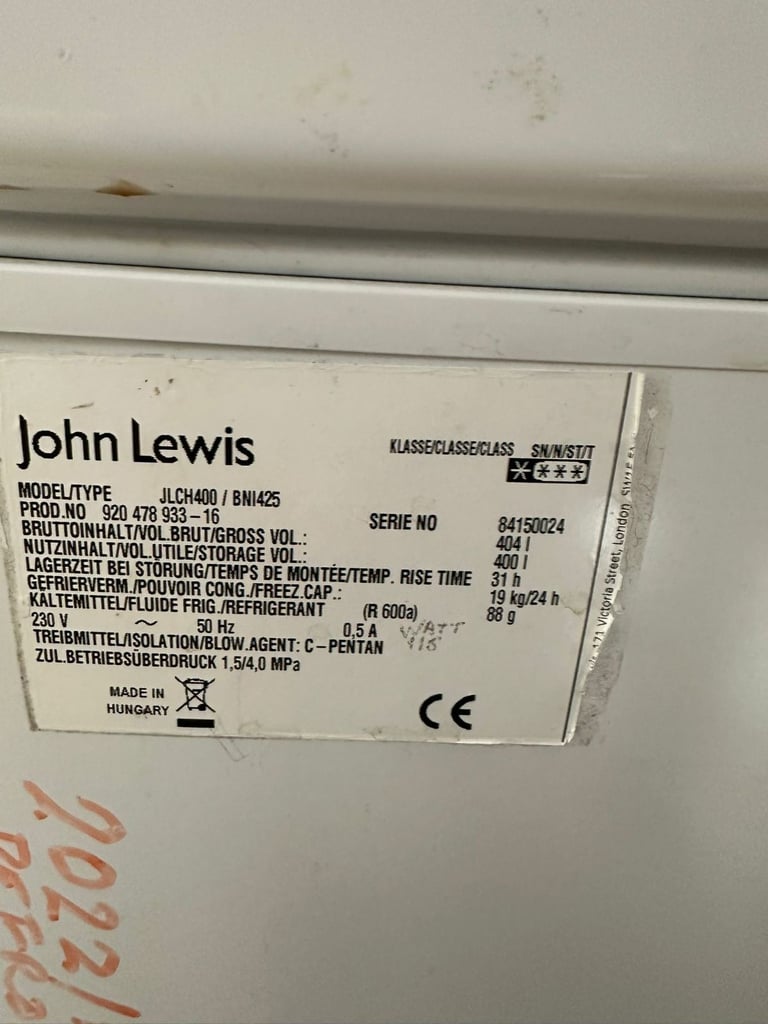 John Lewis
KLASSE/CLASSE/CLASS SN/N/ST/T
MODEL/TYPE JLCH400 / BNI425
PROD.NO 920 478 933-16
SERIE NO 84150024
BRUTTOINHALT/VOL.BRUT/GROSS VOL.: 404 l
NUTZINHALT/VOL.UTILE/STORAGE VOL.: 400 l
LAGERZEIT BEI STÖRUNG/TEMPS DE MONTÉE/TEMP. RISE TIME 31 h
GEFRIERVERM./POUVOIR CONG./FREEZ.CAP.: 19 kg/24 h
KALTEMITTEL/FLUIDE FRIG./REFRIGERANT (R 600a) 88 g
230 V ~ 50 Hz 0,5 A WATT
TREIBMITTEL/ISOLATION/BLOW.AGENT: C-PENTAN
ZUL.BETRIEBSÜBERDRUCK 1,5/4,0 MPa
MADE IN
HUNGARY
CE
171 Victoria Street, London
2022/